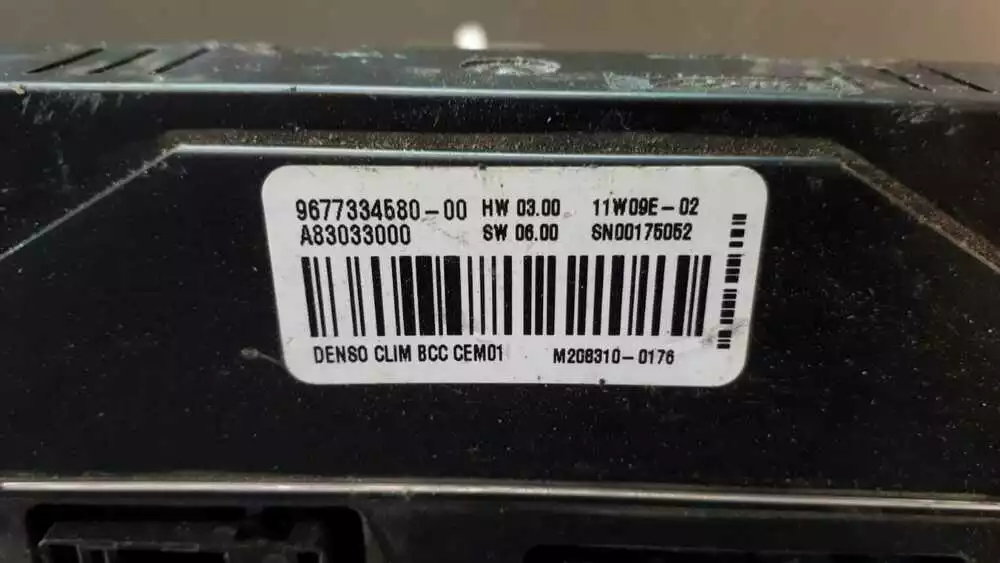 9677334580-00 HW 03.00 11W09E-02
A83033000 SW 06.00 SN00175052
DENSO CLIM BCC CEM01 M208310-0176